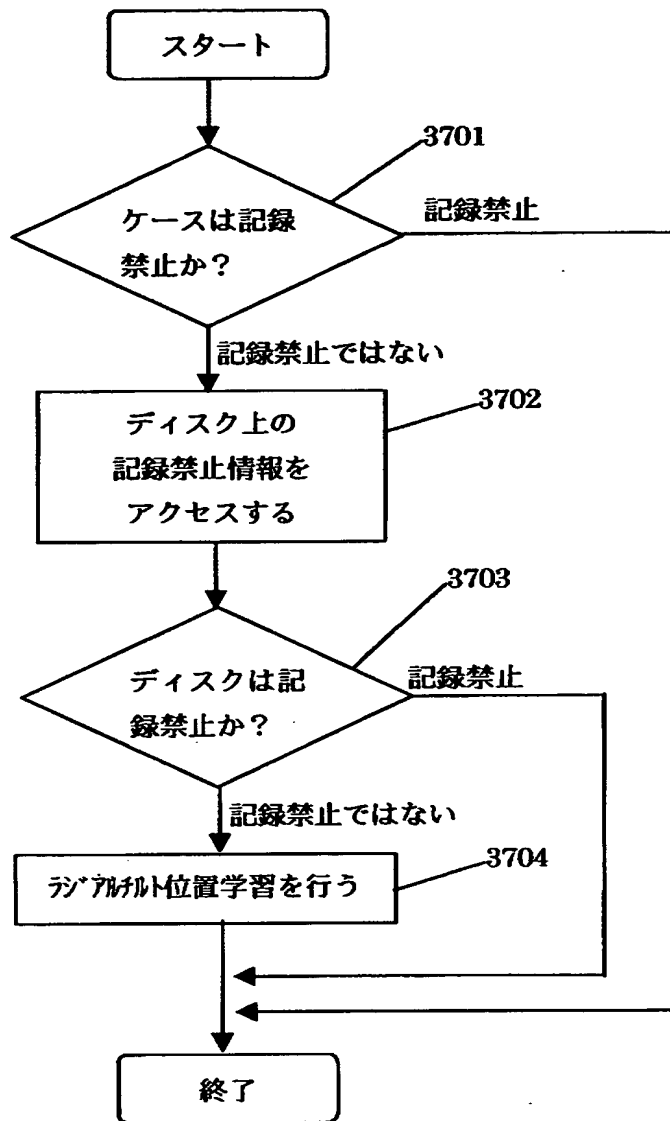 スタート
3701
ケースは記録
禁止か？
記録禁止
記録禁止ではない
3702
ディスク上の
記録禁止情報を
アクセスする
3703
ディスクは記
録禁止か？
記録禁止
記録禁止ではない
3704
ﾗｼﾞｱﾙﾁﾙﾄ位置学習を行う
終了